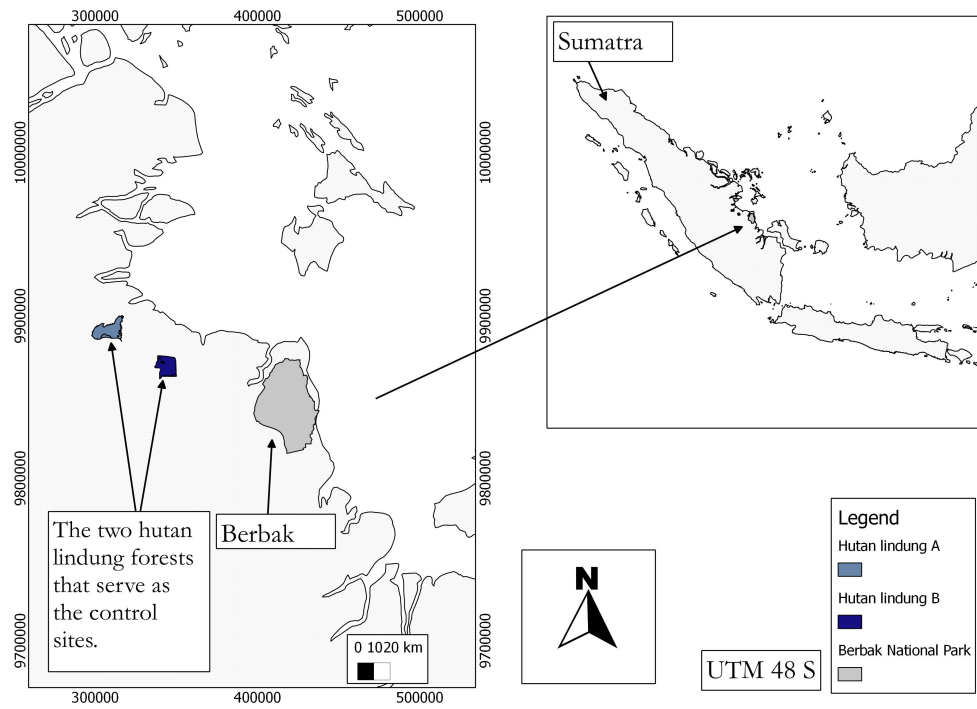 300000 400000 500000
10000000
9900000
9800000
9700000
10000000
9900000
9800000
9700000
The two hutan
lindung forests
that serve as
the control
sites.
Berbak
0 1020 km
300000 400000 500000
Sumatra
N
UTM 48 S
Legend
Hutan lindung A
Hutan lindung B
Berbak National Park